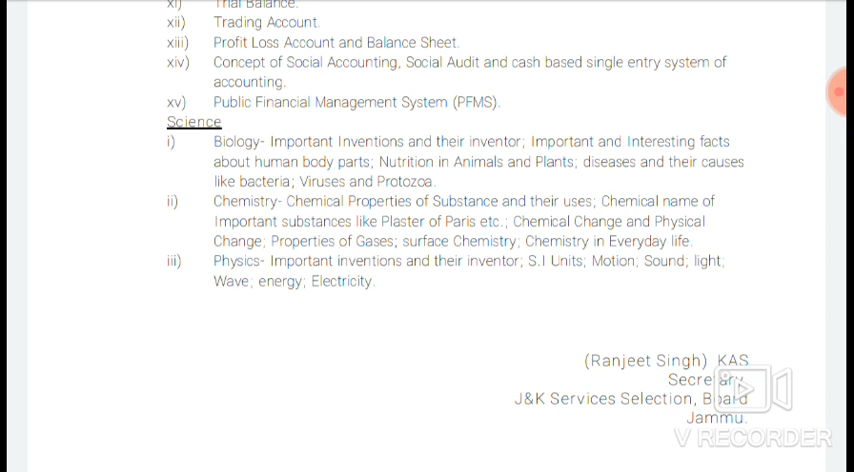 xi) Trial Balance.
xii) Trading Account.
xiii) Profit Loss Account and Balance Sheet.
xiv) Concept of Social Accounting, Social Audit and cash based single entry system of
accounting.
xv) Public Financial Management System (PFMS).
Science
i) Biology- Important Inventions and their inventor; Important and Interesting facts
about human body parts; Nutrition in Animals and Plants; diseases and their causes
like bacteria; Viruses and Protozoa.
ii) Chemistry- Chemical Properties of Substance and their uses; Chemical name of
Important substances like Plaster of Paris etc.; Chemical Change and Physical
Change; Properties of Gases; surface Chemistry; Chemistry in Everyday life.
iii) Physics- Important inventions and their inventor; S.I Units; Motion; Sound; light;
Wave; energy; Electricity.
(Ranjeet Singh) KAS
Secretary,
J&K Services Selection, Board
Jammu.
V RECORDER